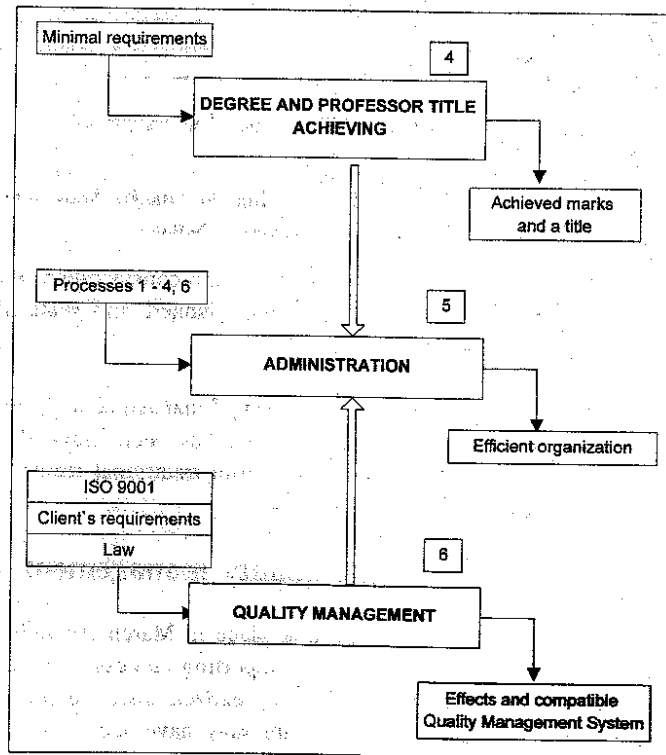 Minimal requirements
4
DEGREE AND PROFESSOR TITLE
ACHIEVING
Achieved marks
and a title
Processes 1 - 4, 6
5
ADMINISTRATION
Efficient organization
ISO 9001
Client`s requirements
Law
6
QUALITY MANAGEMENT
Effects and compatible
Quality Management System